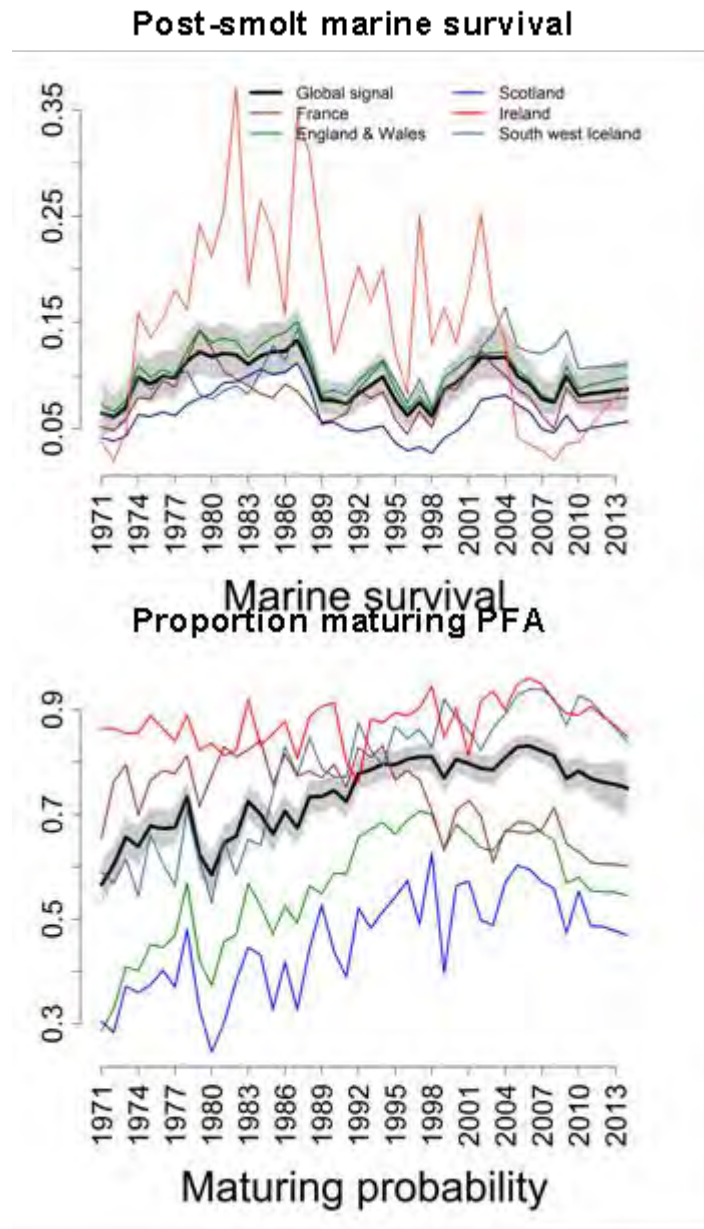 Post-smolt marine survival
Global signal
France
England & Wales
Scotland
Ireland
South west Iceland
0.35
0.25
0.15
0.05
1971 1974 1977 1980 1983 1986 1989 1992 1995 1998 2001 2004 2007 2010 2013
Marine survival
Proportion maturing PFA
0.9
0.7
0.5
0.3
1971 1974 1977 1980 1983 1986 1989 1992 1995 1998 2001 2004 2007 2010 2013
Maturing probability